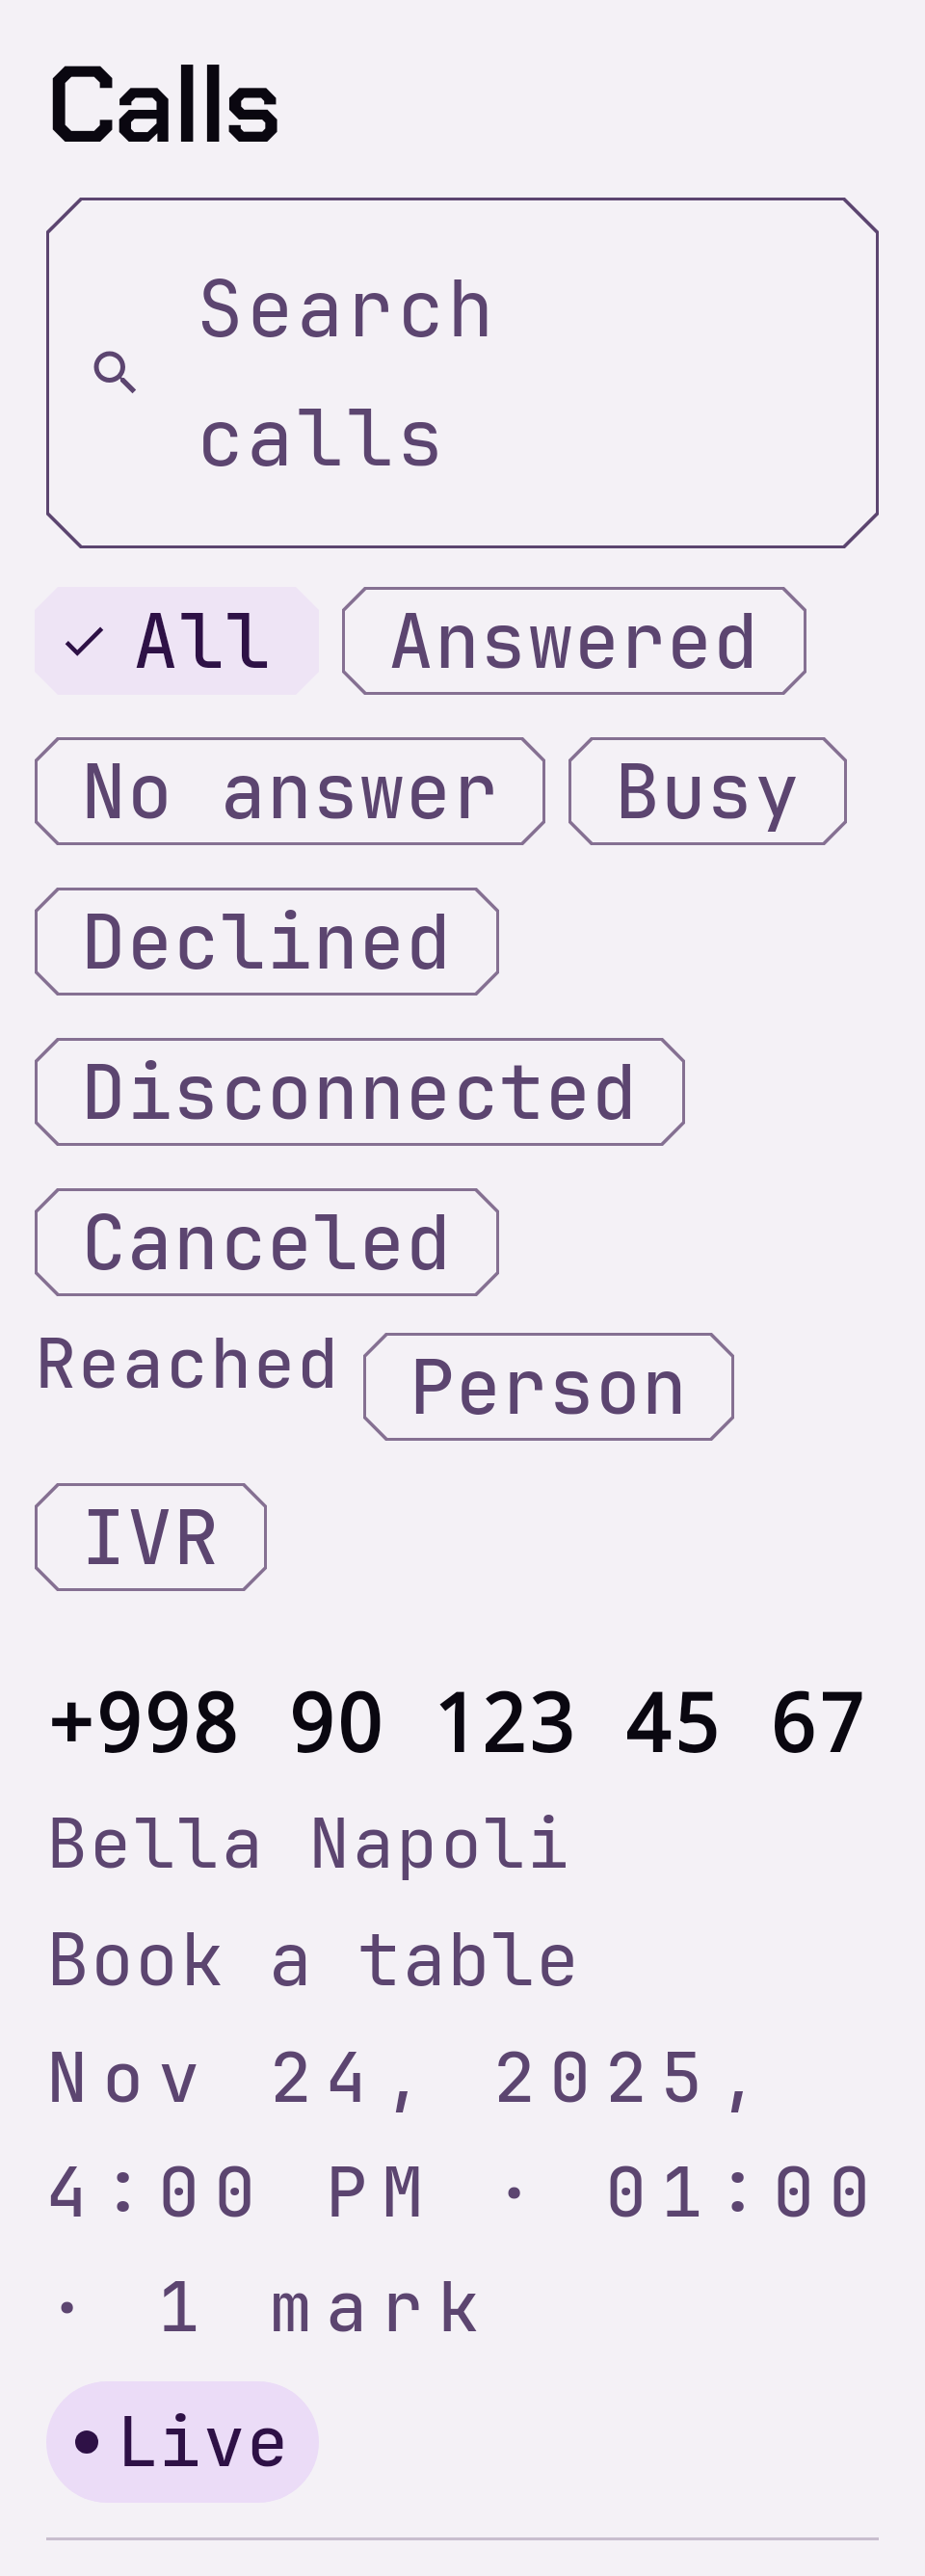 Calls
Search
calls
All
Answered
No answer
Busy
Declined
Disconnected
Canceled
Reached
Person
IVR
+998 90 123 45 67
Bella Napoli
Book a table
Nov 24, 2025,
4:00 PM · 01:00
· 1 mark
Live